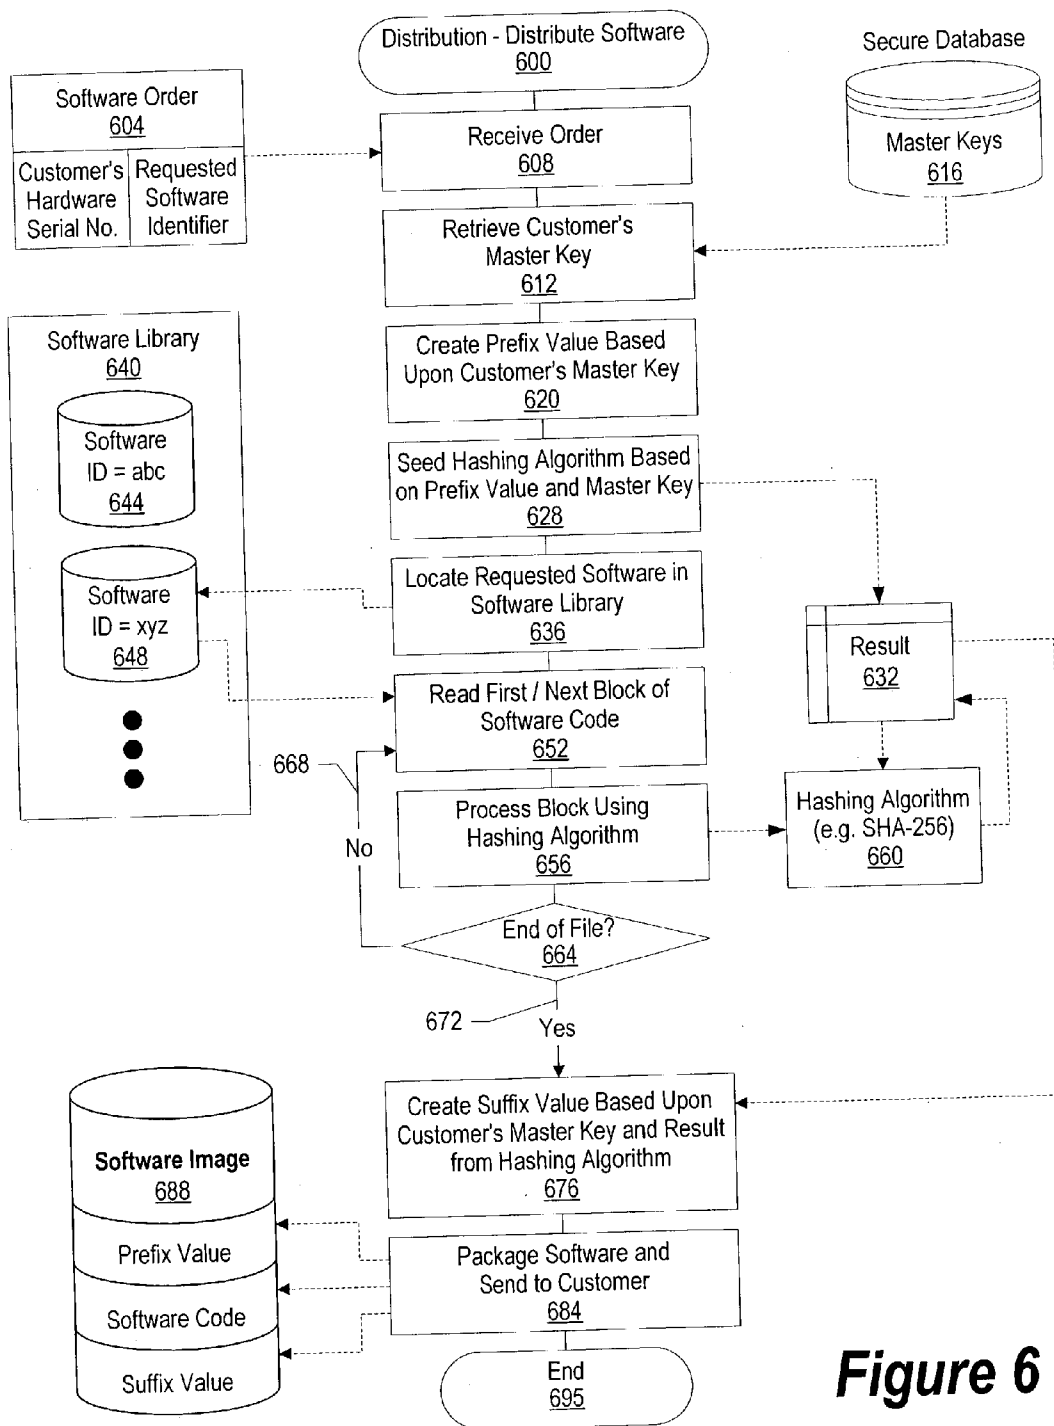 Distribution - Distribute Software
600
Secure Database
Master Keys
616
Software Order
604
Customer's
Hardware
Serial No.
Requested
Software
Identifier
Receive Order
608
Retrieve Customer's
Master Key
612
Create Prefix Value Based
Upon Customer's Master Key
620
Software Library
640
Software
ID = abc
644
Seed Hashing Algorithm Based
on Prefix Value and Master Key
628
Software
ID = xyz
648
Locate Requested Software in
Software Library
636
Result
632
Read First / Next Block of
Software Code
652
668
Process Block Using
Hashing Algorithm
656
Hashing Algorithm
(e.g. SHA-256)
660
No
End of File?
664
672
Yes
Create Suffix Value Based Upon
Customer's Master Key and Result
from Hashing Algorithm
676
Software Image
688
Prefix Value
Software Code
Suffix Value
Package Software and
Send to Customer
684
End
695
Figure 6